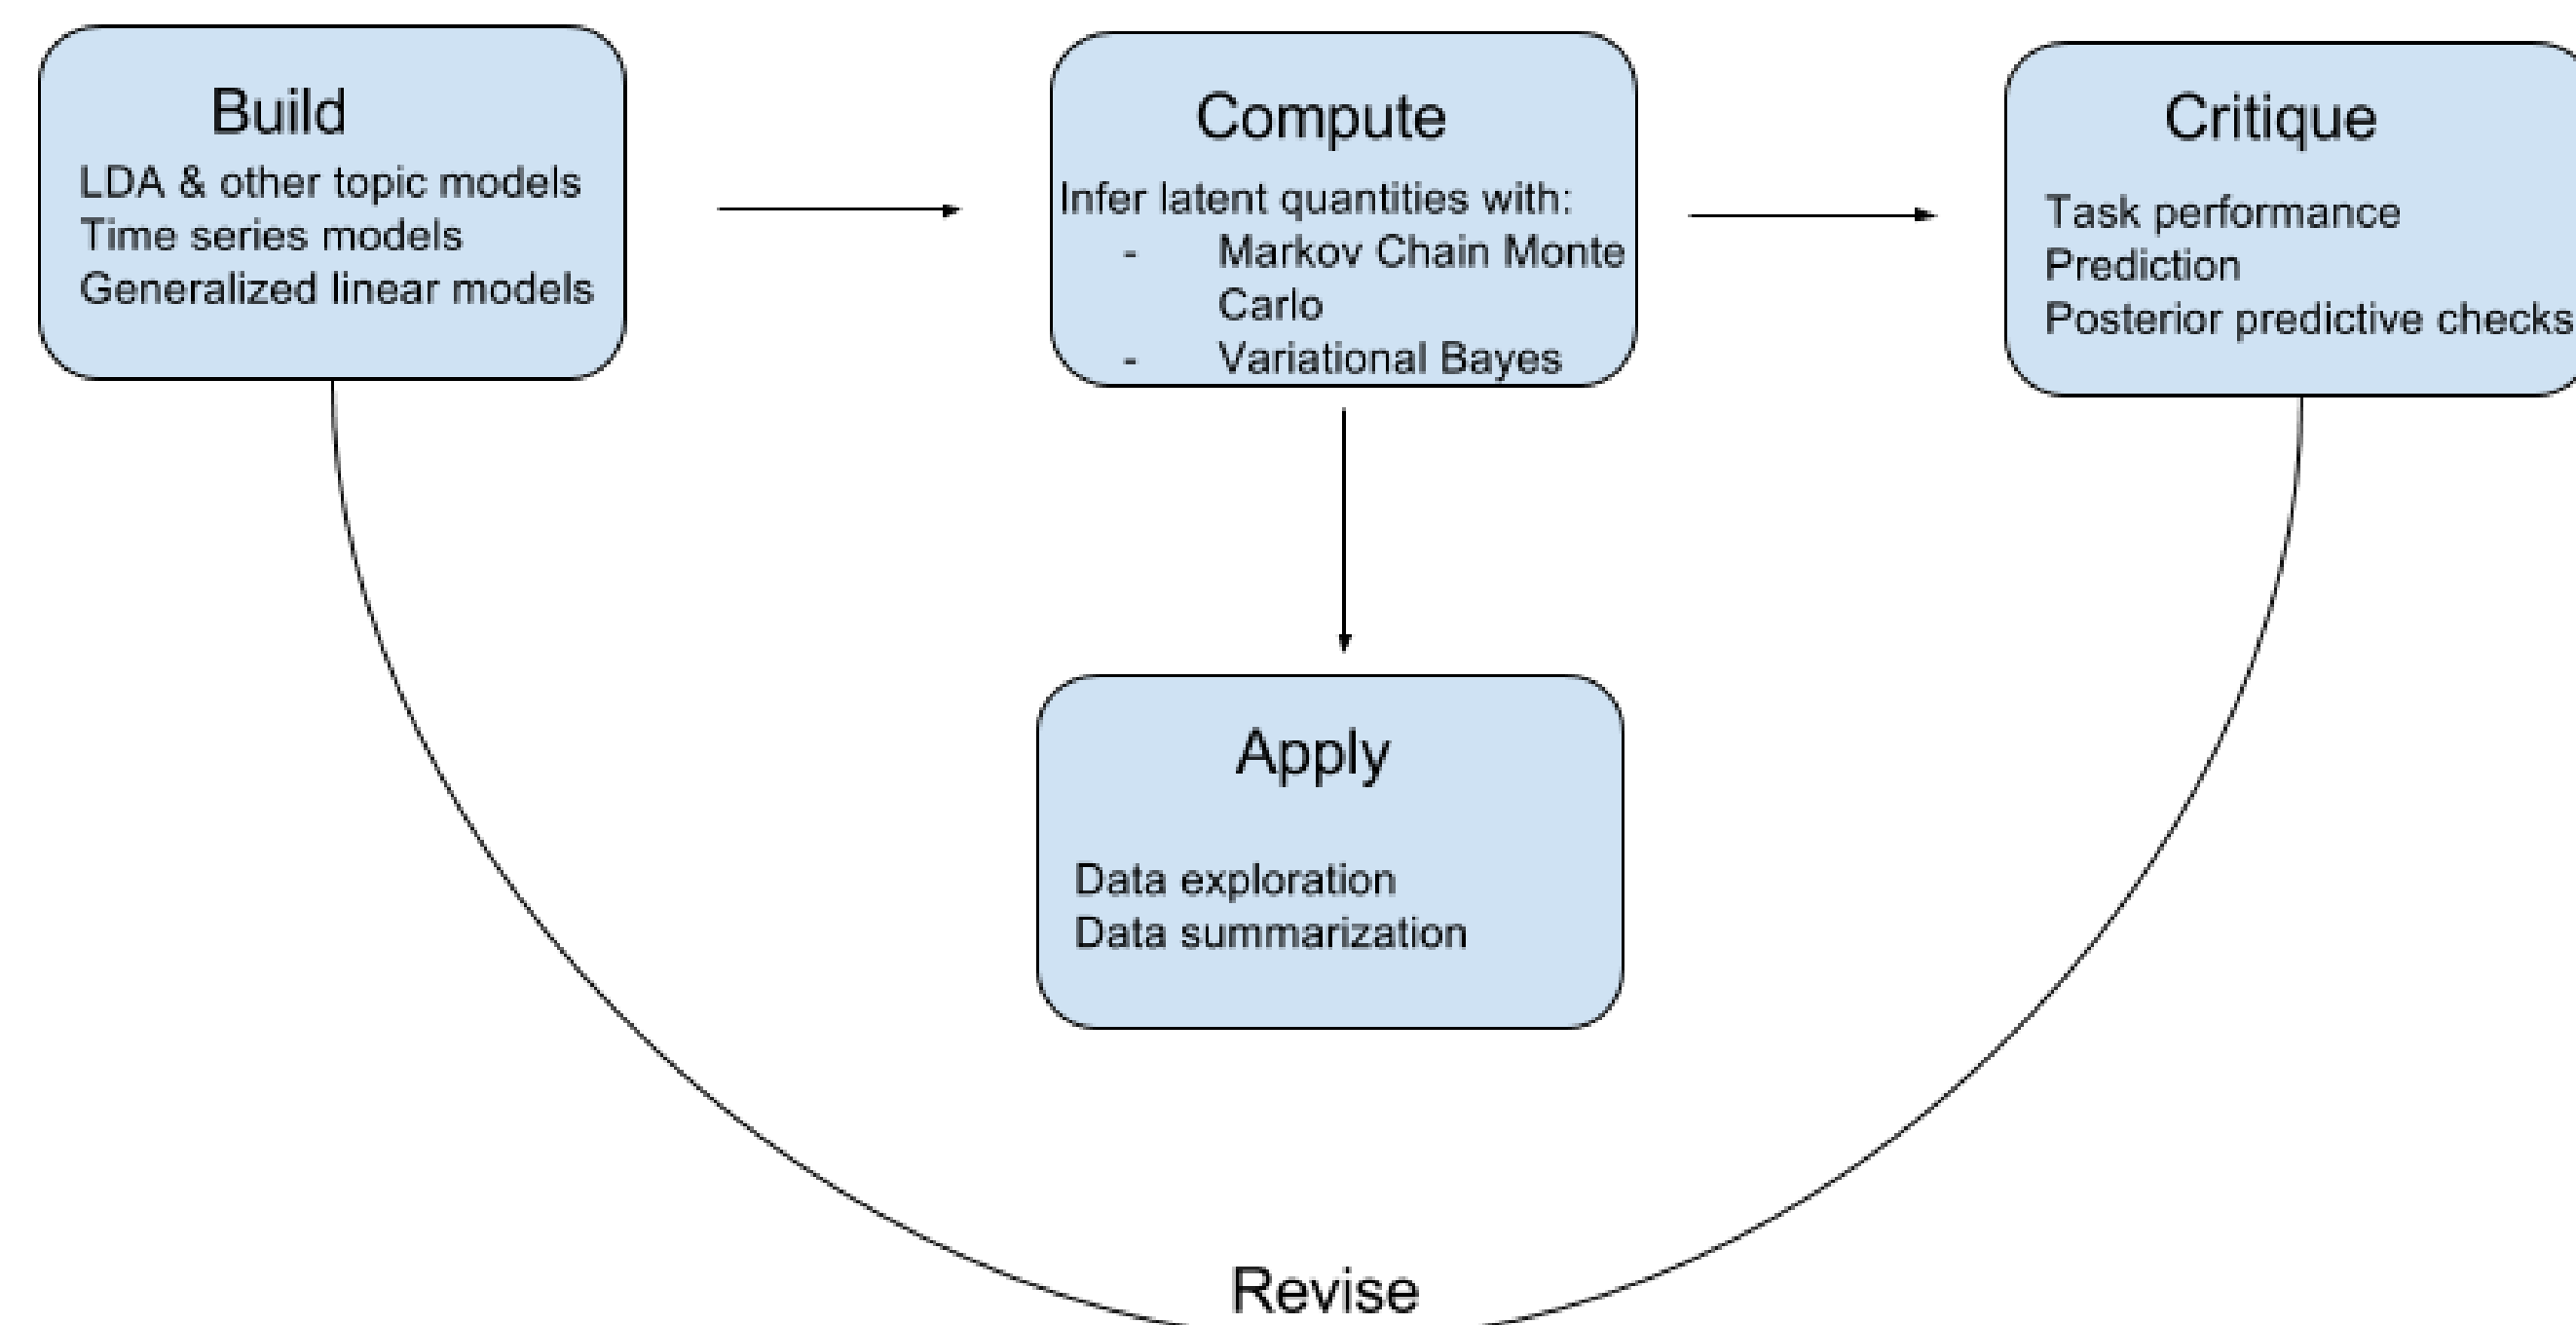 Build
LDA & other topic models
Time series models
Generalized linear models
Compute
Infer latent quantities with:
- Markov Chain Monte
Carlo
- Variational Bayes
Critique
Task performance
Prediction
Posterior predictive checks
Apply
Data exploration
Data summarization
Revise